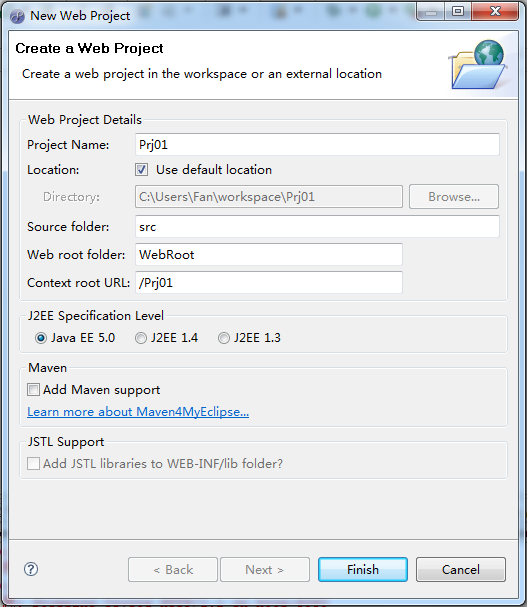 New Web Project
Create a Web Project
Create a web project in the workspace or an external location
Web Project Details
Project Name: Prj01
Location: Use default location
Directory: C:\Users\Fan\workspace\Prj01 Browse...
Source folder: src
Web root folder: WebRoot
Context root URL: /Prj01
J2EE Specification Level
Java EE 5.0 J2EE 1.4 J2EE 1.3
Maven
Add Maven support
Learn more about Maven4MyEclipse...
JSTL Support
Add JSTL libraries to WEB-INF/lib folder?
? < Back Next > Finish Cancel